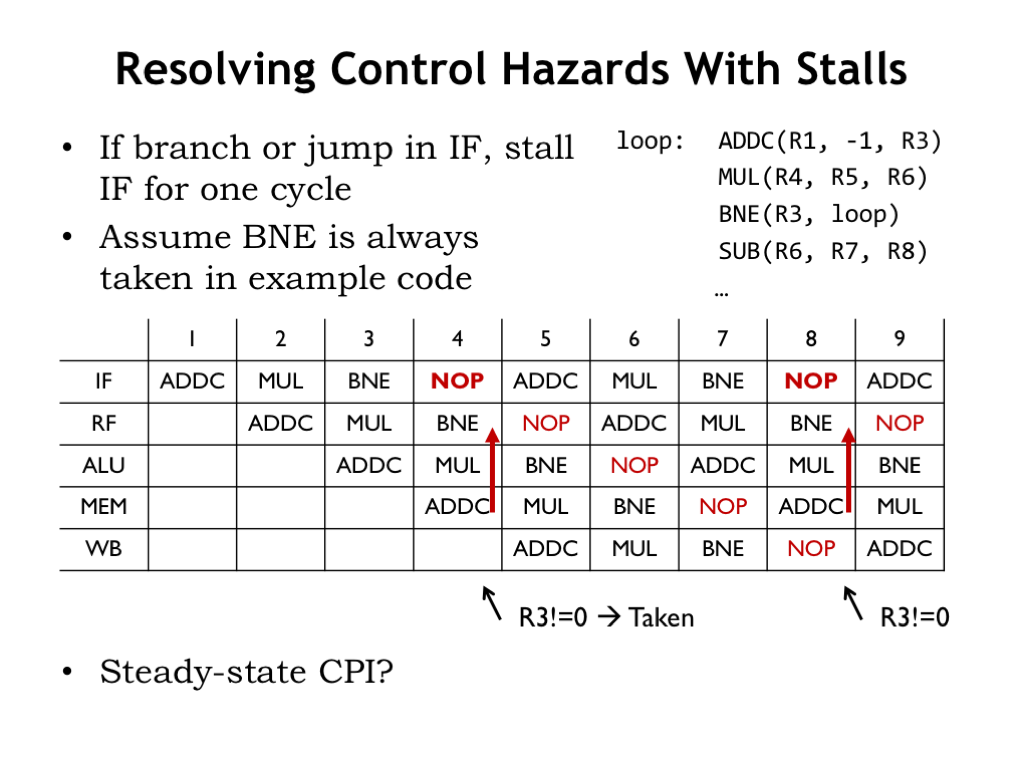 Resolving Control Hazards With Stalls
• If branch or jump in IF, stall
IF for one cycle
• Assume BNE is always
taken in example code
loop: ADDC(R1, -1, R3)
MUL(R4, R5, R6)
BNE(R3, loop)
SUB(R6, R7, R8)
…
1 2 3 4 5 6 7 8 9
IF ADDC MUL BNE NOP ADDC MUL BNE NOP ADDC
RF ADDC MUL BNE NOP ADDC MUL BNE NOP
ALU ADDC MUL BNE NOP ADDC MUL BNE
MEM ADDC MUL BNE NOP ADDC MUL
WB ADDC MUL BNE NOP ADDC
R3!=0 → Taken R3!=0
• Steady-state CPI?